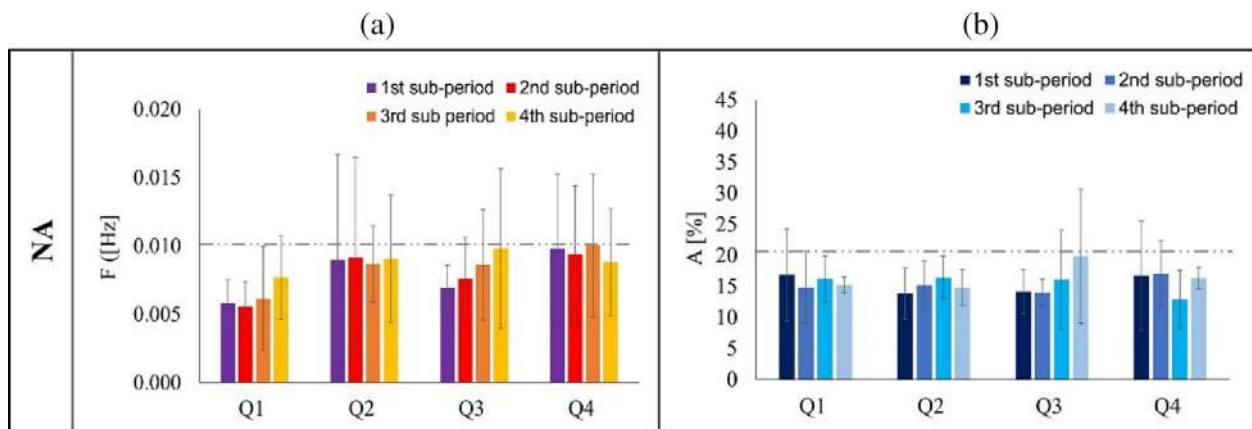 (a)
(b)
NA
1st sub-period 2nd sub-period
3rd sub period 4th sub-period
0.020
0.015
0.010
0.005
0.000
F ([Hz]
Q1 Q2 Q3 Q4
1st sub-period 2nd sub-period
3rd sub-period 4th sub-period
45
40
35
30
25
20
15
10
5
0
A [%]
Q1 Q2 Q3 Q4